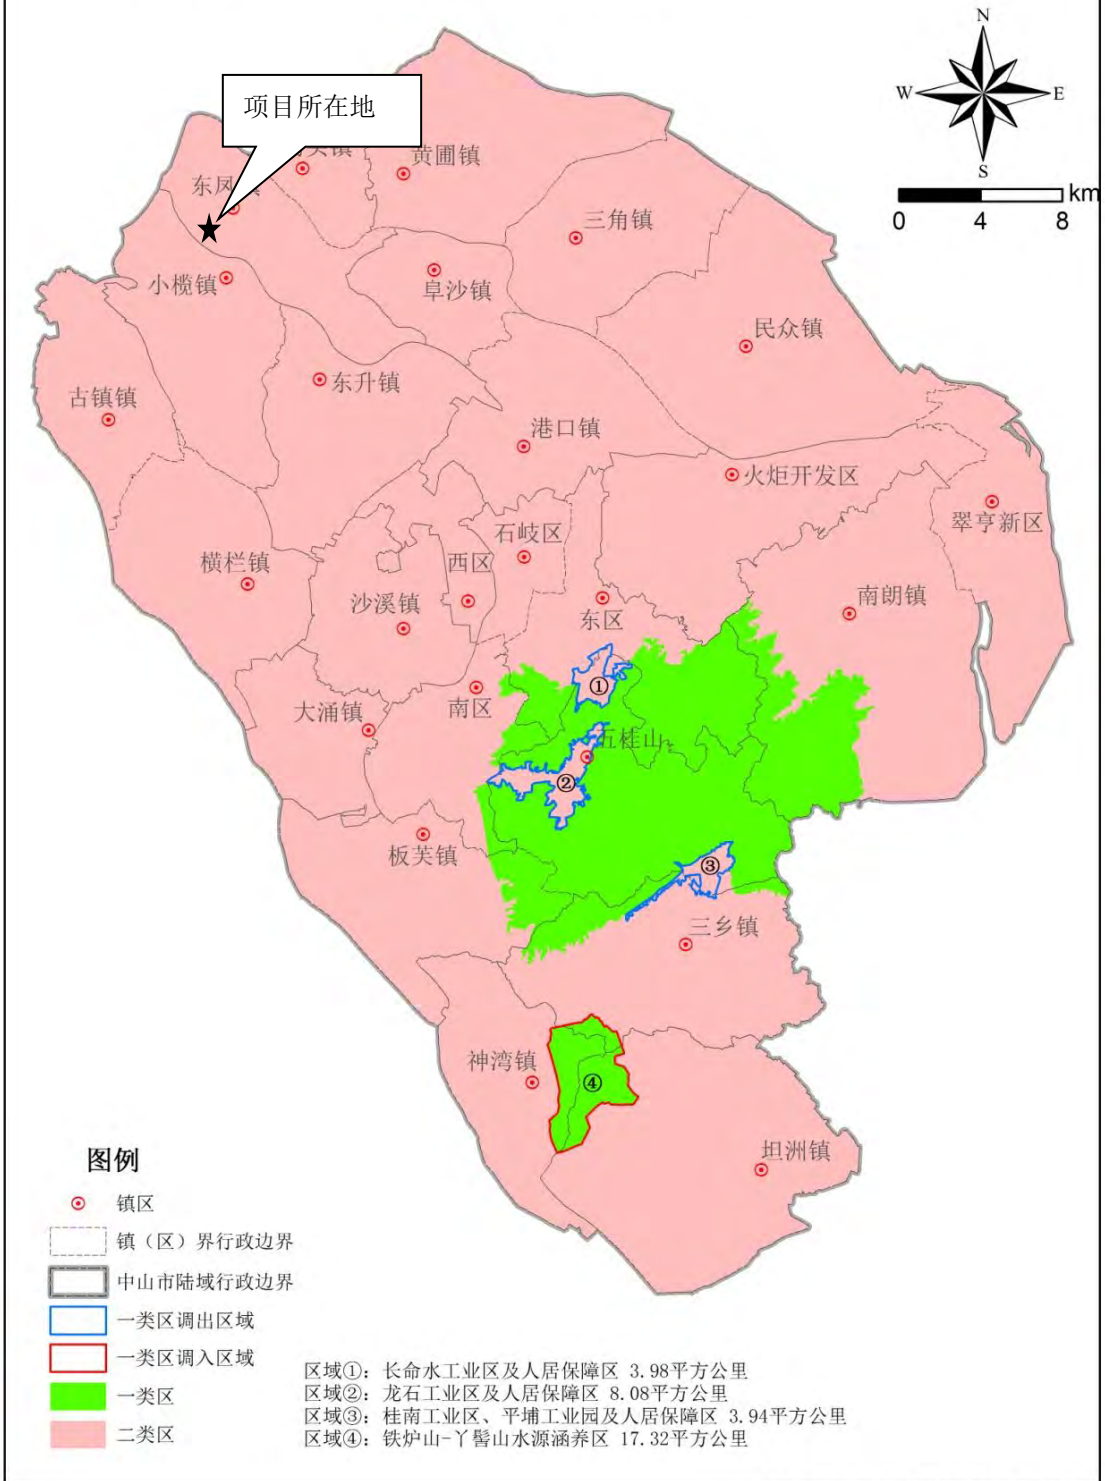 N
W
E
S
km
0 4 8
项目所在地
头镇
黄圃镇
东凤镇
三角镇
小榄镇
阜沙镇
民众镇
东升镇
古镇镇
港口镇
火炬开发区
翠亨新区
石岐区
横栏镇
西区
沙溪镇
东区
南朗镇
①
南区
大涌镇
五桂山
②
板芙镇
③
三乡镇
神湾镇
④
坦洲镇
图例
镇区
镇（区）界行政边界
中山市陆域行政边界
一类区调出区域
一类区调入区域
一类区
二类区
区域①：长命水工业区及人居保障区 3.98平方公里
区域②：龙石工业区及人居保障区 8.08平方公里
区域③：桂南工业区、平埔工业园及人居保障区 3.94平方公里
区域④：铁炉山-丫髻山水源涵养区 17.32平方公里